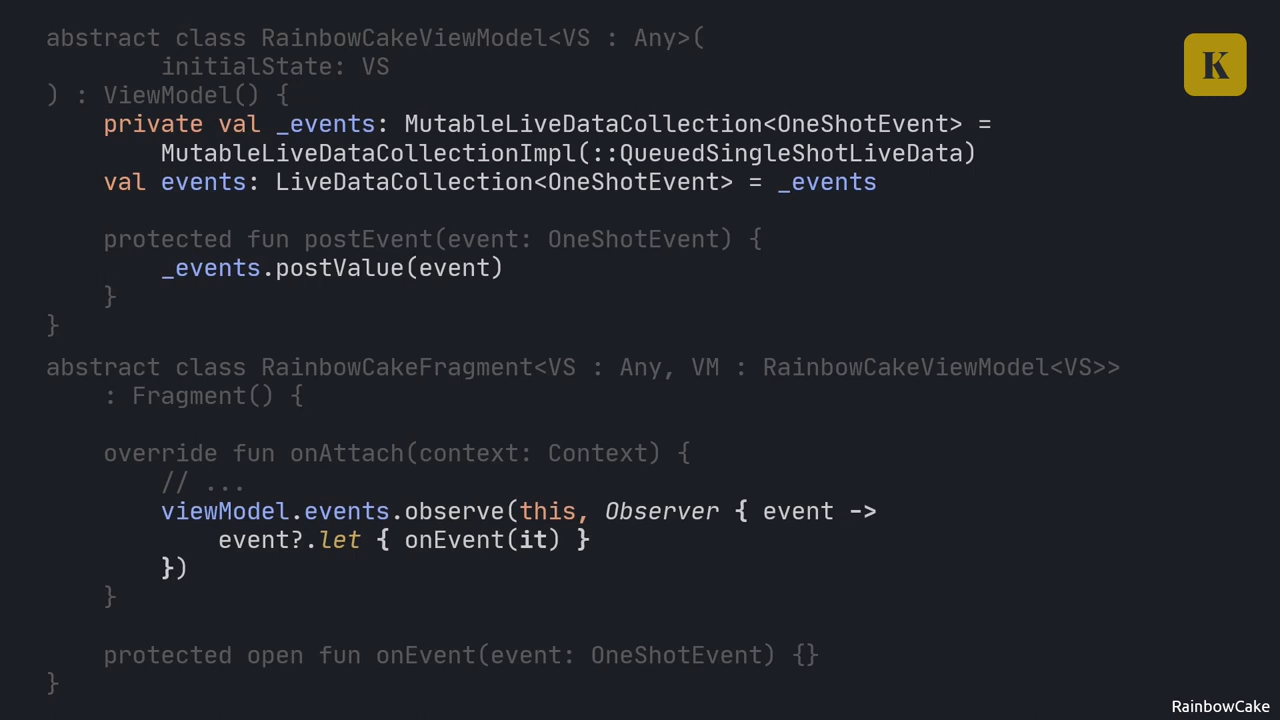 abstract class RainbowCakeViewModel<VS : Any>(
        initialState: VS
) : ViewModel() {
    private val _events: MutableLiveDataCollection<OneShotEvent> =
        MutableLiveDataCollectionImpl(::QueuedSingleShotLiveData)
    val events: LiveDataCollection<OneShotEvent> = _events

    protected fun postEvent(event: OneShotEvent) {
        _events.postValue(event)
    }
}
abstract class RainbowCakeFragment<VS : Any, VM : RainbowCakeViewModel<VS>>
    : Fragment() {

    override fun onAttach(context: Context) {
        // ...
        viewModel.events.observe(this, Observer { event ->
            event?.let { onEvent(it) }
        })
    }

    protected open fun onEvent(event: OneShotEvent) {}
}
K
RainbowCake